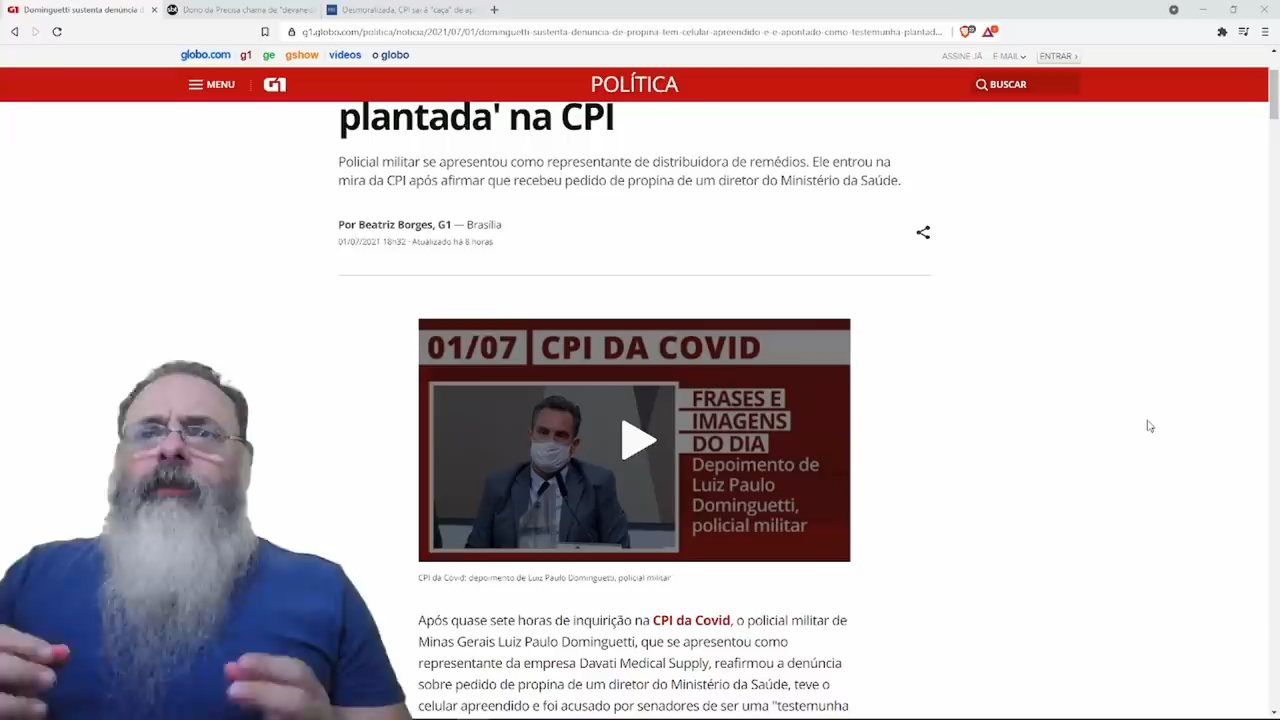 G1 Dominguetti sustenta denúncia d
sbt Dono da Precisa chama de "devane
Desmoralizada, CPI sai à "caça" de ap
g1.globo.com/politica/noticia/2021/07/01/dominguetti-sustenta-denuncia-de-propina-tem-celular-apreendido-e-e-apontado-como-testemunha-plantad...
globo.com g1 ge gshow vídeos o globo
ASSINE JÁ E-MAIL ENTRAR ›
MENU G1 POLÍTICA BUSCAR
plantada' na CPI
Policial militar se apresentou como representante de distribuidora de remédios. Ele entrou na
mira da CPI após afirmar que recebeu pedido de propina de um diretor do Ministério da Saúde.
Por Beatriz Borges, G1 — Brasília
01/07/2021 18h32 · Atualizado há 8 horas
01/07 CPI DA COVID
FRASES E
IMAGENS
DO DIA
Depoimento de
Luiz Paulo
Dominguetti,
policial militar
CPI da Covid: depoimento de Luiz Paulo Dominguetti, policial militar
Após quase sete horas de inquirição na CPI da Covid, o policial militar de
Minas Gerais Luiz Paulo Dominguetti, que se apresentou como
representante da empresa Davati Medical Supply, reafirmou a denúncia
sobre pedido de propina de um diretor do Ministério da Saúde, teve o
celular apreendido e foi acusado por senadores de ser uma "testemunha